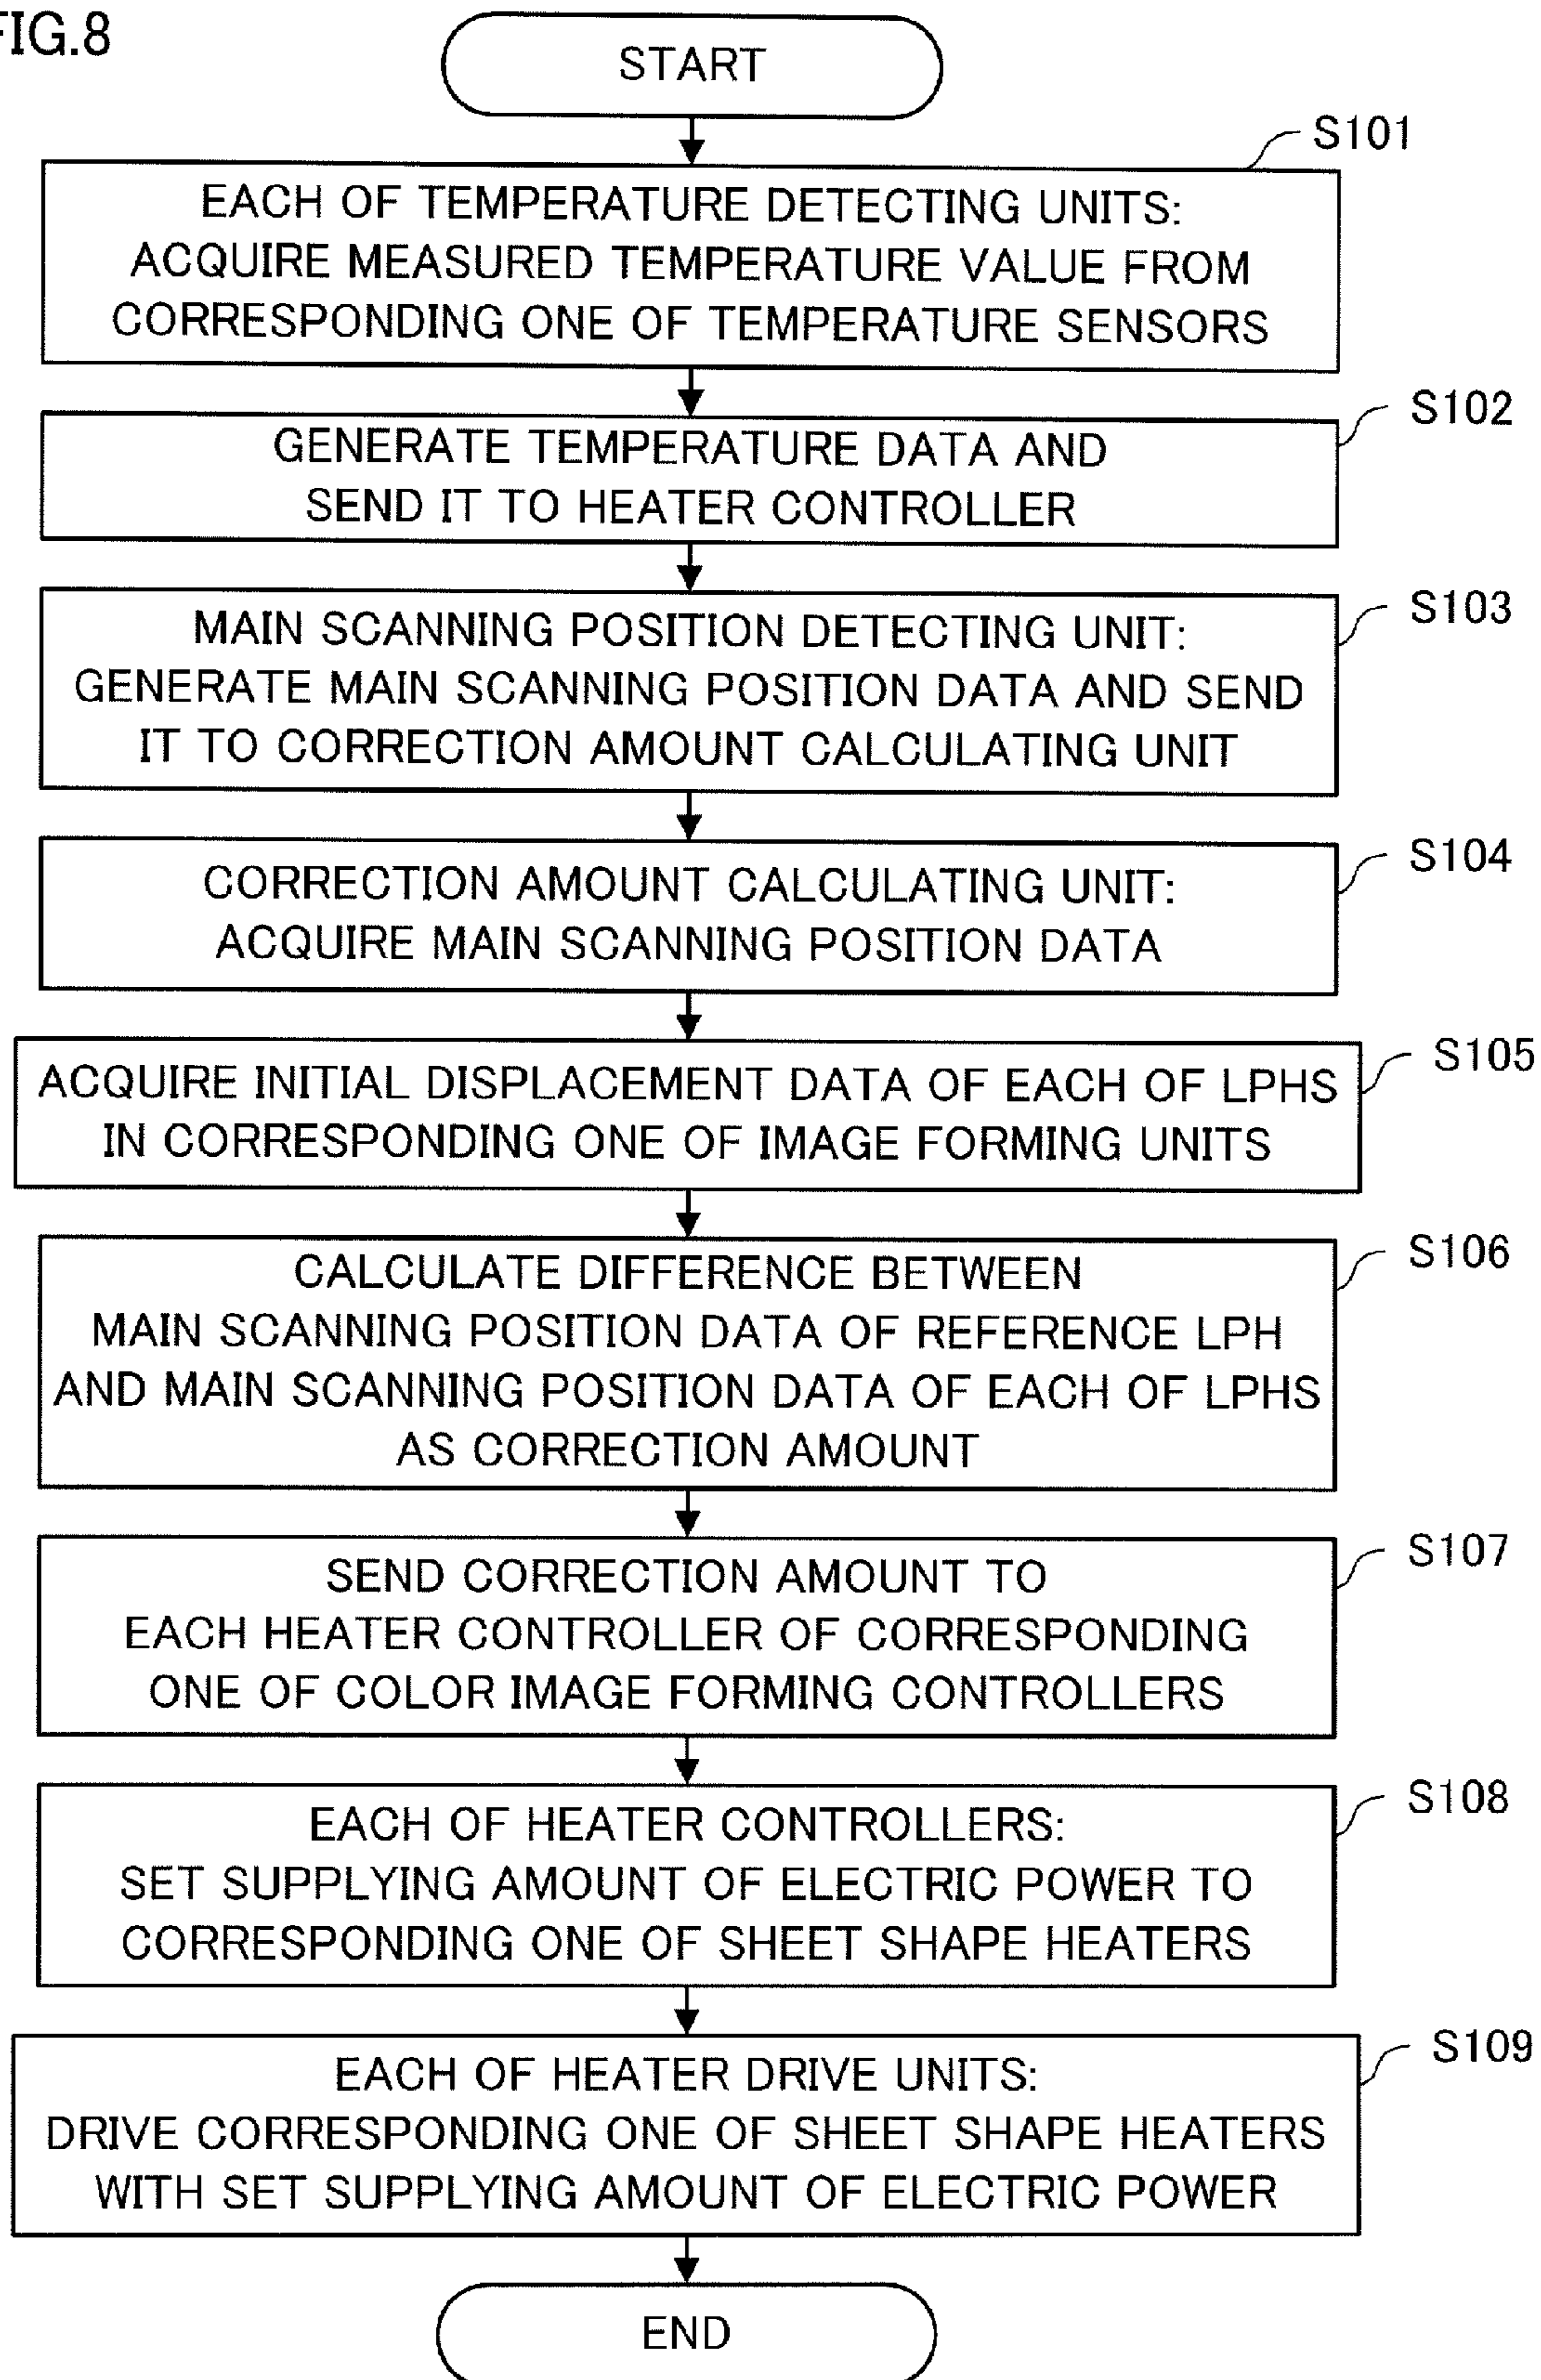 FIG.8
START
S101
EACH OF TEMPERATURE DETECTING UNITS:
ACQUIRE MEASURED TEMPERATURE VALUE FROM
CORRESPONDING ONE OF TEMPERATURE SENSORS
S102
GENERATE TEMPERATURE DATA AND
SEND IT TO HEATER CONTROLLER
S103
MAIN SCANNING POSITION DETECTING UNIT:
GENERATE MAIN SCANNING POSITION DATA AND SEND
IT TO CORRECTION AMOUNT CALCULATING UNIT
S104
CORRECTION AMOUNT CALCULATING UNIT:
ACQUIRE MAIN SCANNING POSITION DATA
S105
ACQUIRE INITIAL DISPLACEMENT DATA OF EACH OF LPHS
IN CORRESPONDING ONE OF IMAGE FORMING UNITS
S106
CALCULATE DIFFERENCE BETWEEN
MAIN SCANNING POSITION DATA OF REFERENCE LPH
AND MAIN SCANNING POSITION DATA OF EACH OF LPHS
AS CORRECTION AMOUNT
S107
SEND CORRECTION AMOUNT TO
EACH HEATER CONTROLLER OF CORRESPONDING
ONE OF COLOR IMAGE FORMING CONTROLLERS
S108
EACH OF HEATER CONTROLLERS:
SET SUPPLYING AMOUNT OF ELECTRIC POWER TO
CORRESPONDING ONE OF SHEET SHAPE HEATERS
S109
EACH OF HEATER DRIVE UNITS:
DRIVE CORRESPONDING ONE OF SHEET SHAPE HEATERS
WITH SET SUPPLYING AMOUNT OF ELECTRIC POWER
END